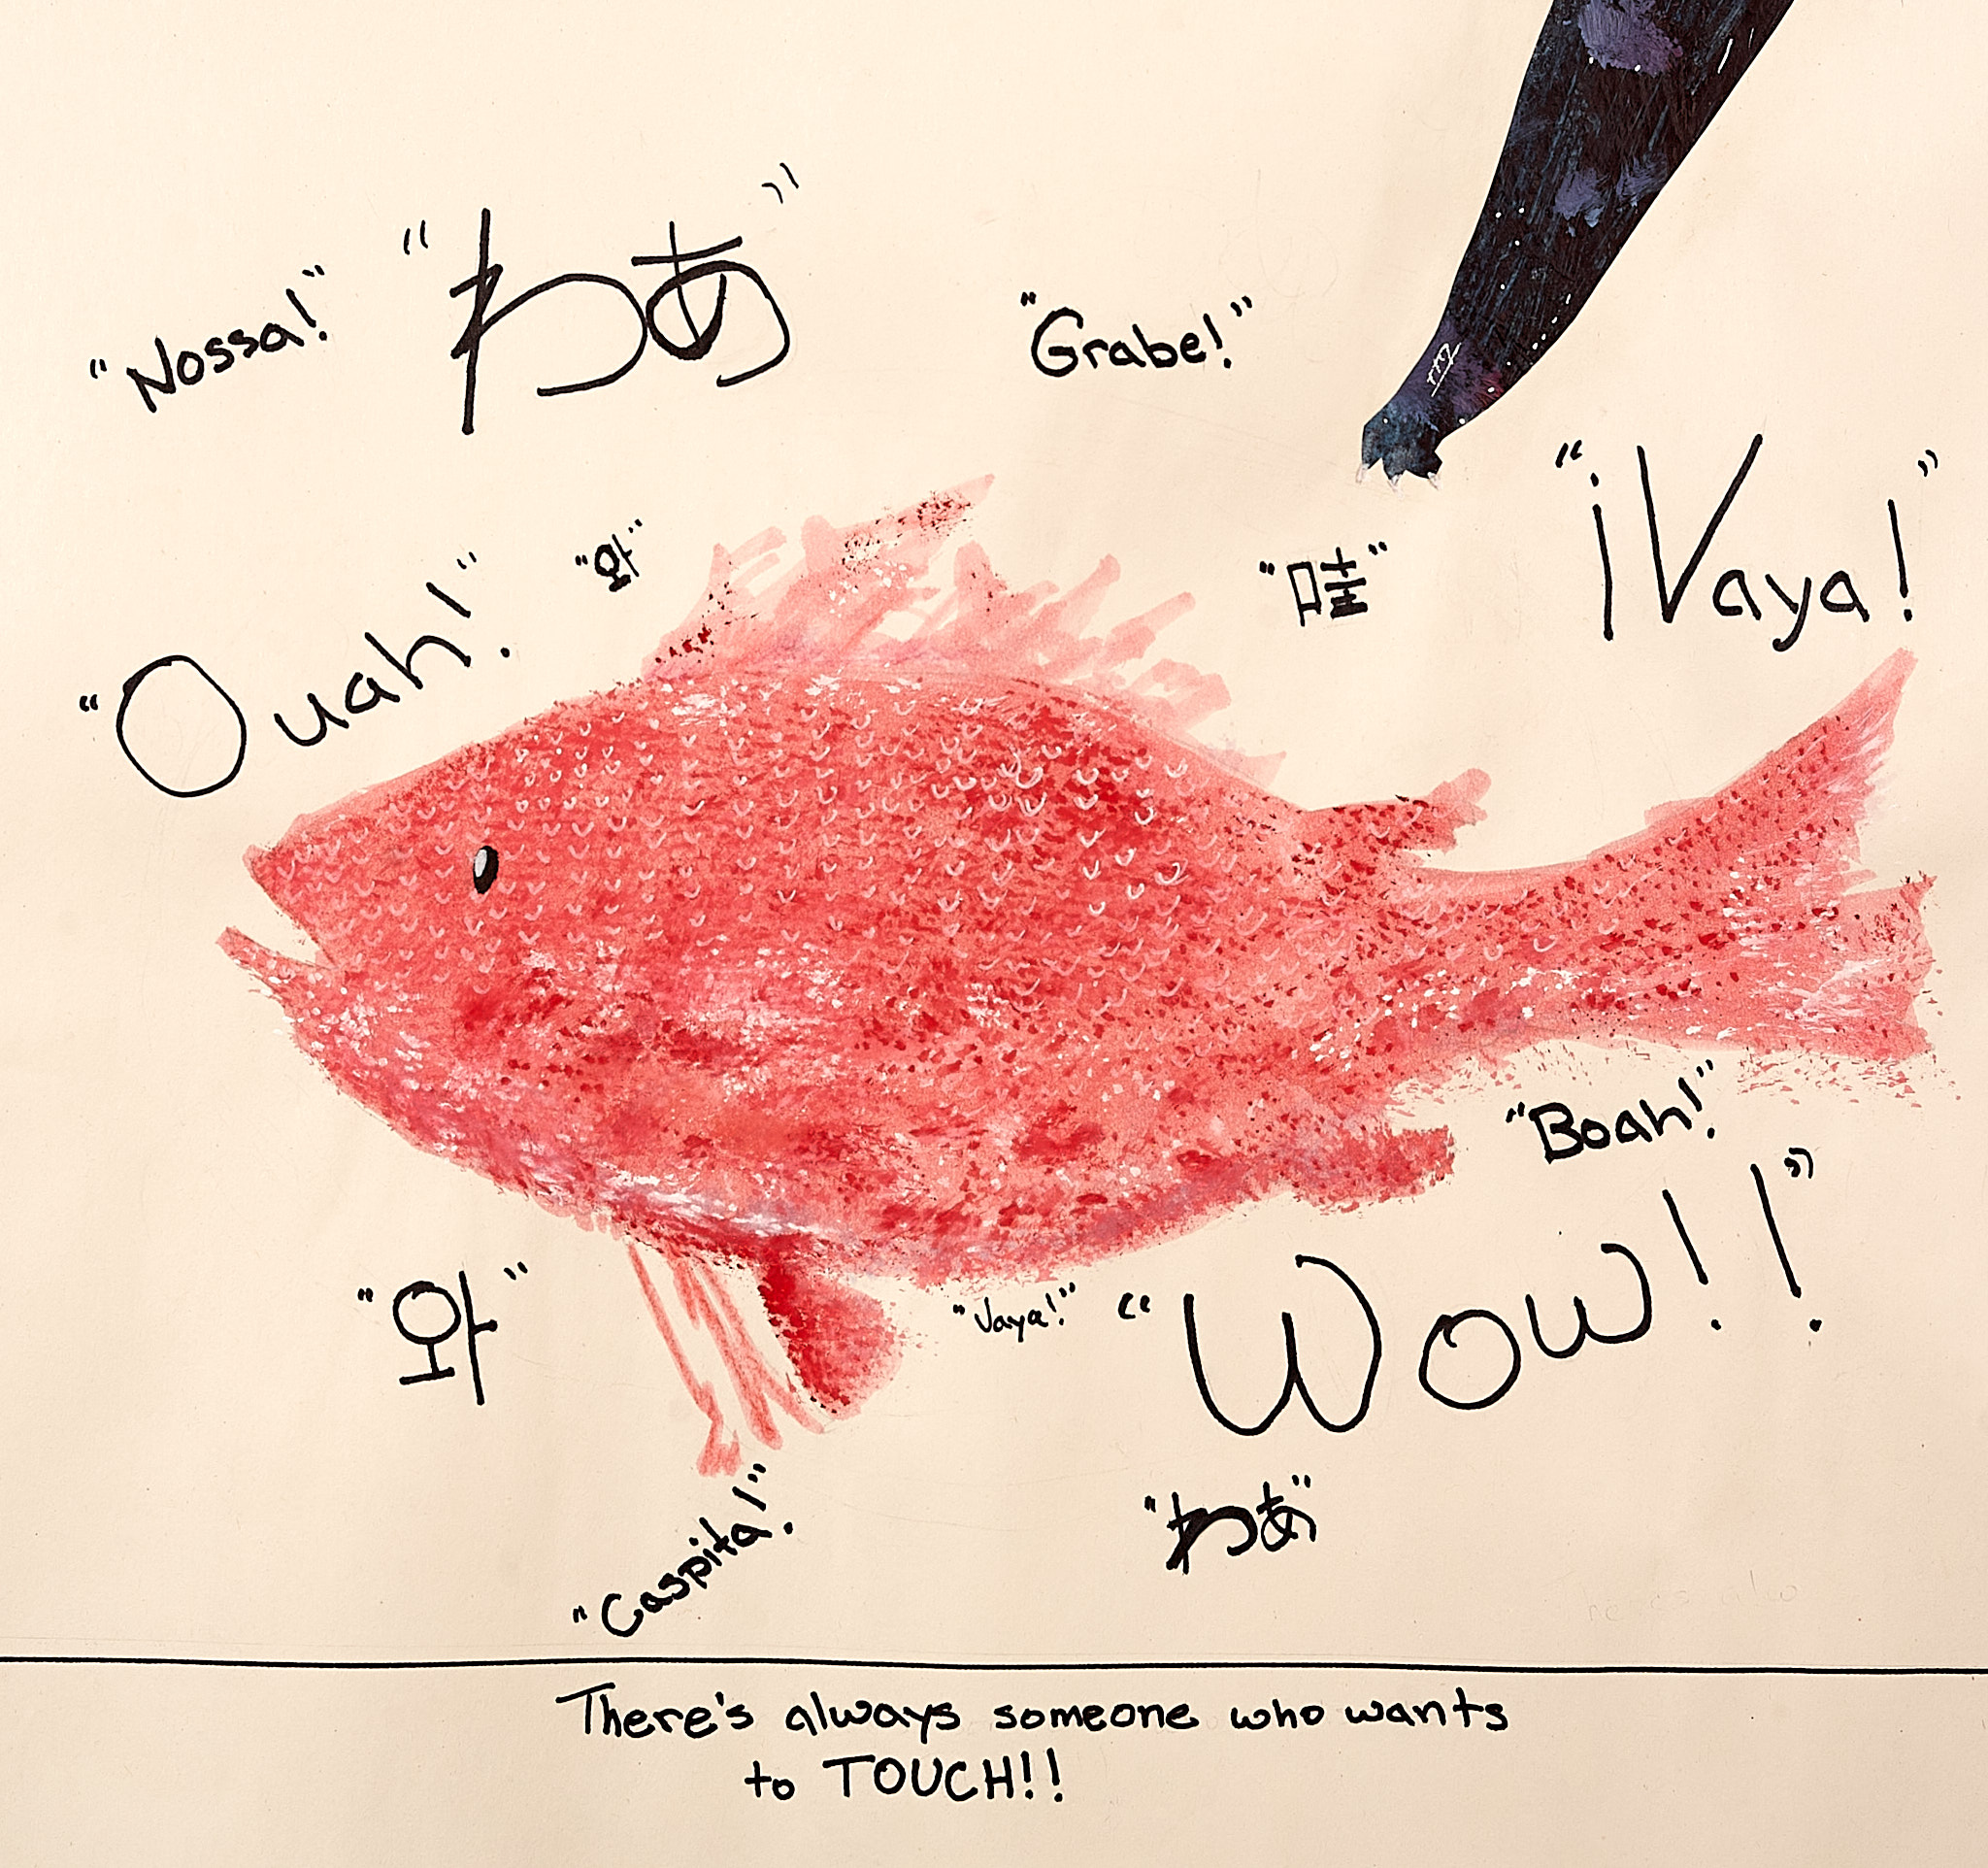 "Nossa!"
"わあ"
"Grabe!"
"¡Vaya!"
"Ouah!"
"와"
"哇"
"Boah!"
"Wow!!"
"와"
"Vaya!"
"わあ"
"Caspita!"
There's always someone who wants
to TOUCH!!